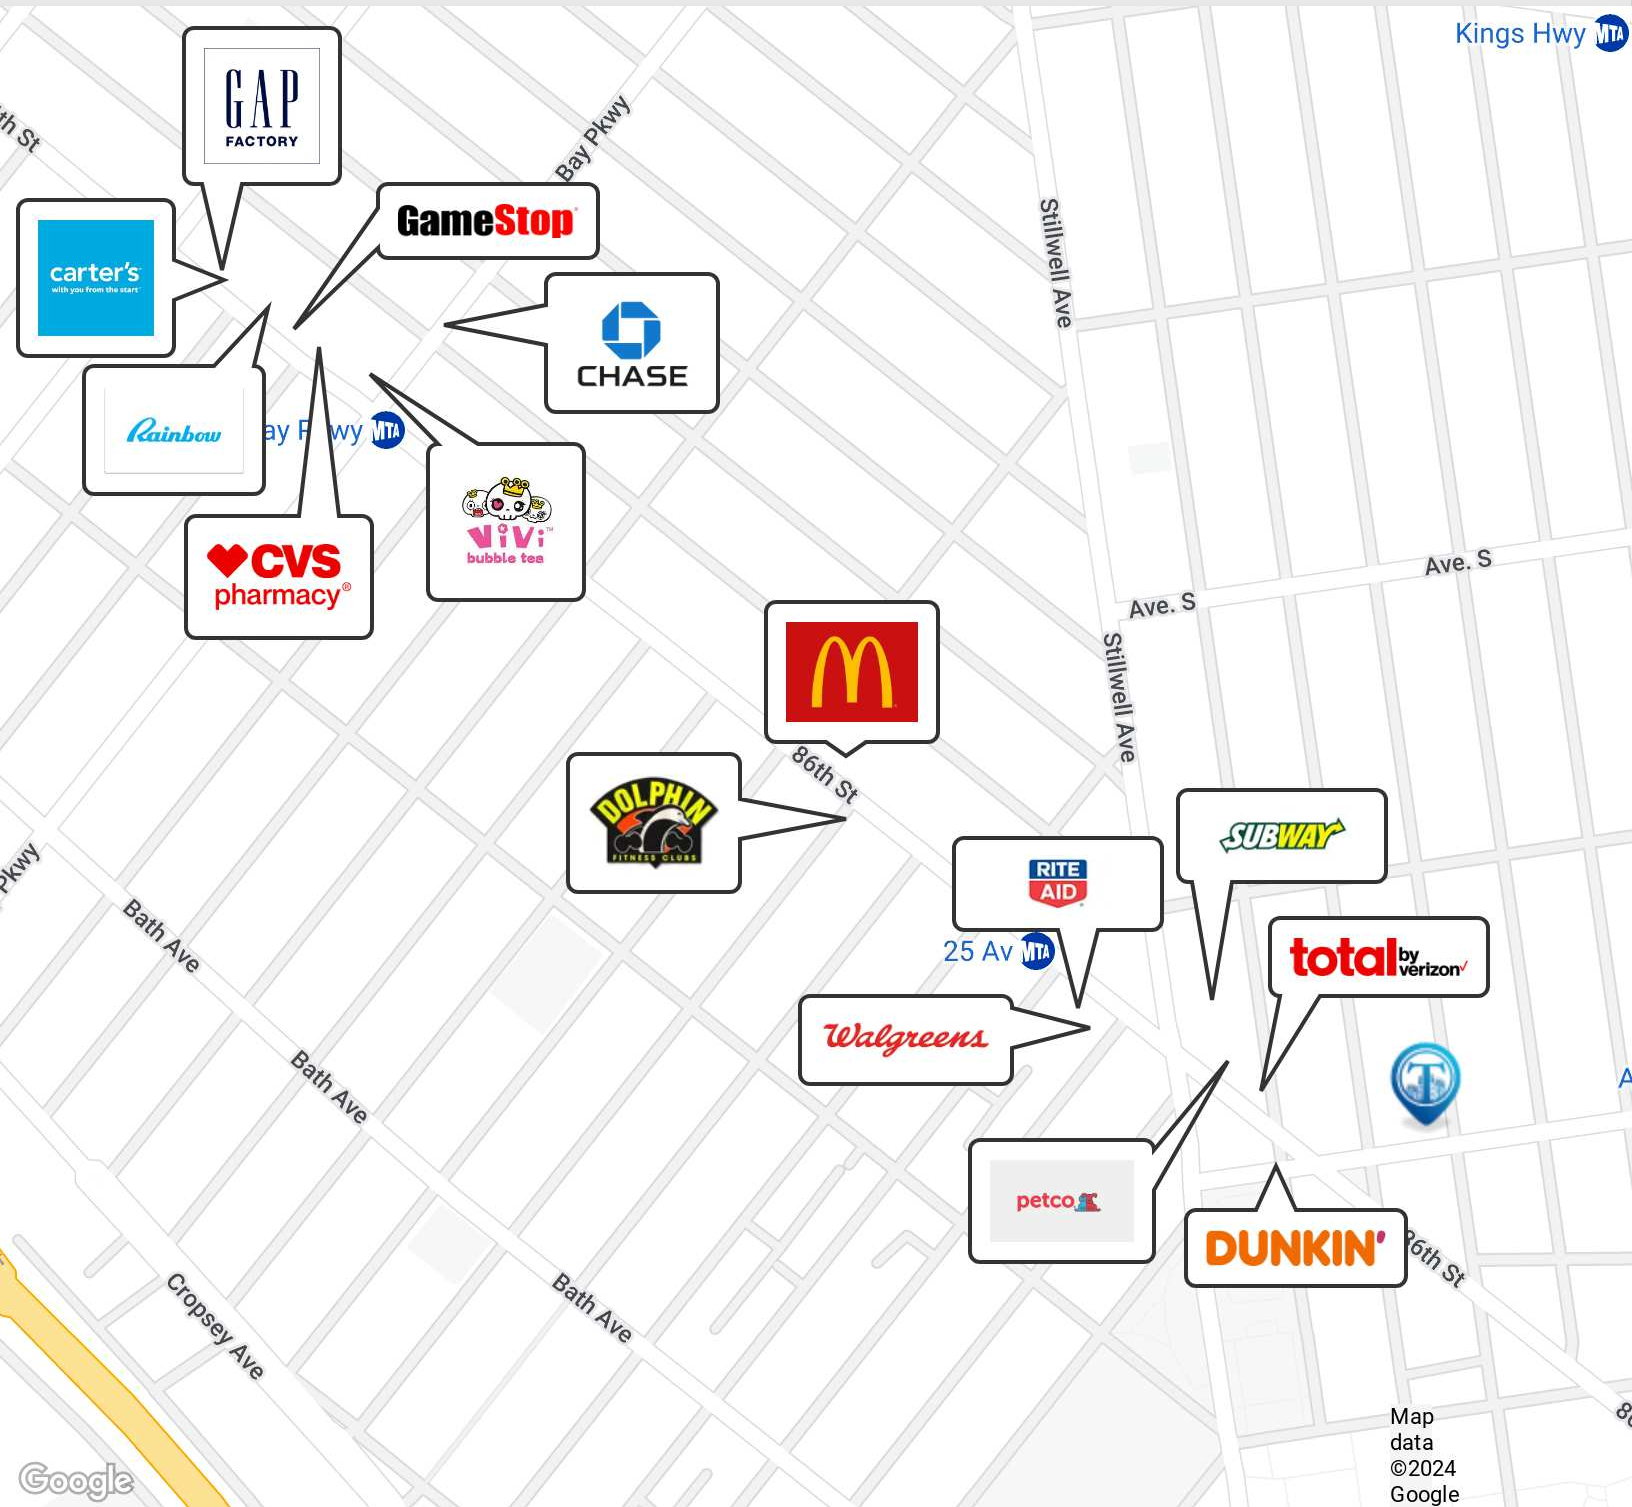 Kings Hwy
MTA
GAP
FACTORY
Bay Pkwy
GameStop
carter's
with you from the start
Stillwell Ave
CHASE
Rainbow
MTA
ViVi
bubble tea
CVS
pharmacy®
Ave. S
Ave. S
Stillwell Ave
86th St
DOLPHIN
FITNESS CLUBS
SUBWAY
RITE
AID
25 Av
MTA
total by
verizon
Pkwy
Bath Ave
Walgreens
T
Bath Ave
petco
DUNKIN'
86th St
Bath Ave
Cropsey Ave
Map
data
©2024
Google
Google